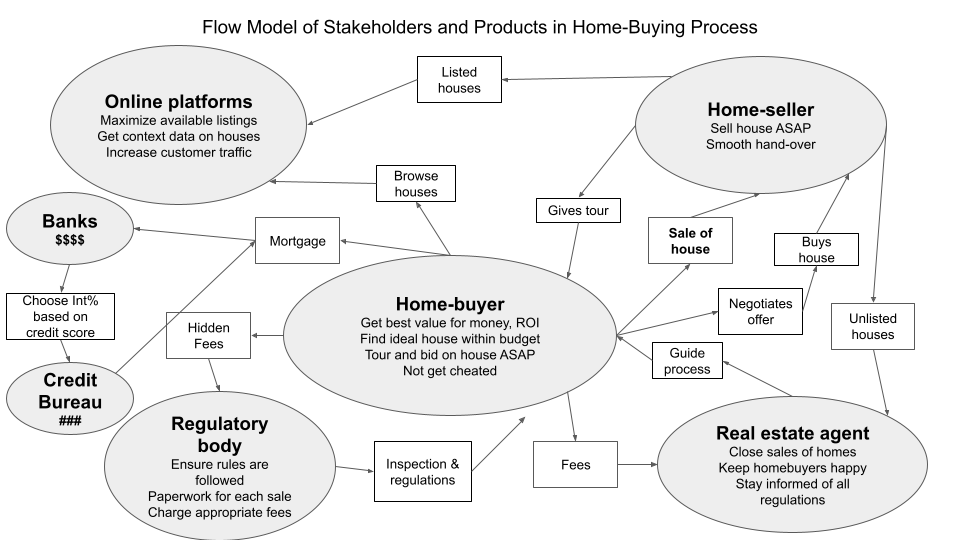 Flow Model of Stakeholders and Products in Home-Buying Process
Online platforms
Maximize available listings
Get context data on houses
Increase customer traffic
Listed
houses
Home-seller
Sell house ASAP
Smooth hand-over
Browse
houses
Gives tour
Banks
$$$$
Mortgage
Sale of
house
Buys
house
Choose Int%
based on
credit score
Hidden
Fees
Home-buyer
Get best value for money, ROI
Find ideal house within budget
Tour and bid on house ASAP
Not get cheated
Negotiates
offer
Unlisted
houses
Guide
process
Credit
Bureau
###
Regulatory
body
Ensure rules are
followed
Paperwork for each sale
Charge appropriate fees
Inspection &
regulations
Fees
Real estate agent
Close sales of homes
Keep homebuyers happy
Stay informed of all
regulations